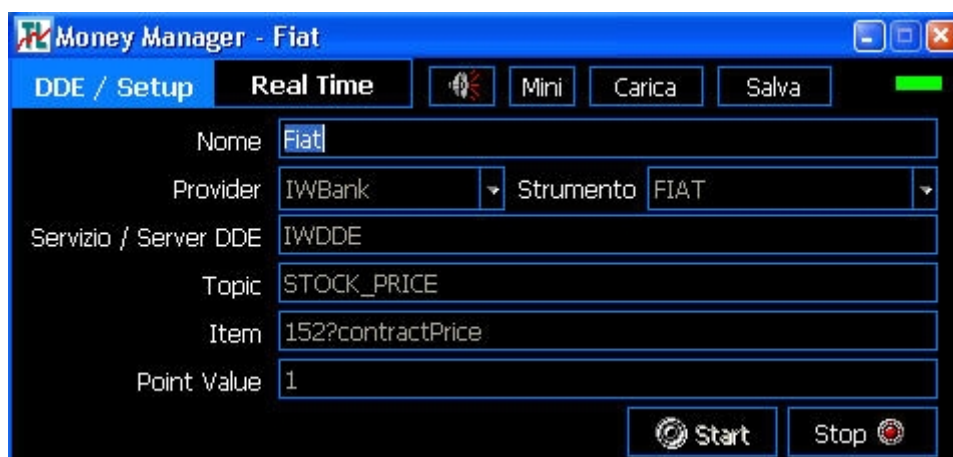 Money Manager - Fiat
DDE / Setup Real Time Mini Carica Salva
Nome Fiat
Provider IWBank Strumento FIAT
Servizio / Server DDE IWDDE
Topic STOCK_PRICE
Item 152?contractPrice
Point Value 1
Start Stop